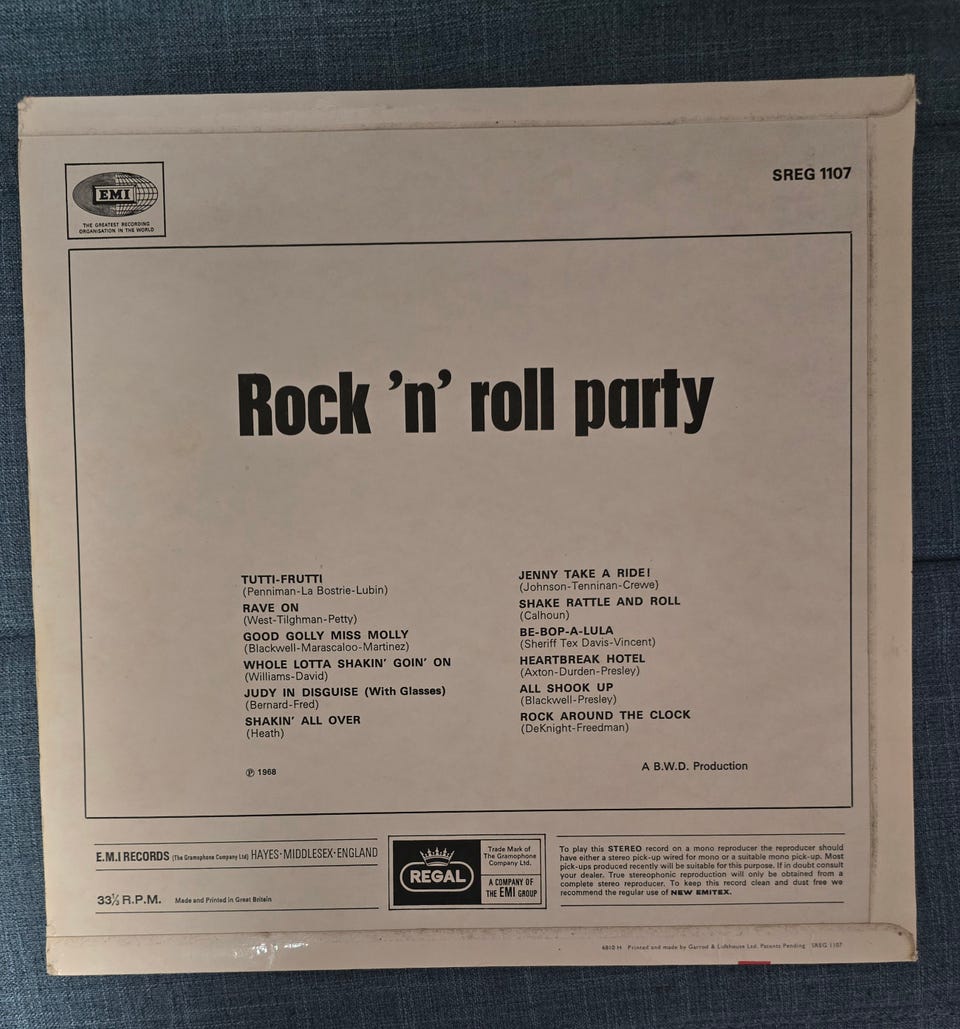 EMI
THE GREATEST RECORDING
ORGANISATION IN THE WORLD
SREG 1107
Rock 'n' roll party
TUTTI-FRUTTI
(Penniman-La Bostrie-Lubin)
RAVE ON
(West-Tilghman-Petty)
GOOD GOLLY MISS MOLLY
(Blackwell-Marascaloo-Martinez)
WHOLE LOTTA SHAKIN' GOIN' ON
(Williams-David)
JUDY IN DISGUISE (With Glasses)
(Bernard-Fred)
SHAKIN' ALL OVER
(Heath)
℗ 1968
JENNY TAKE A RIDE!
(Johnson-Tenninan-Crewe)
SHAKE RATTLE AND ROLL
(Calhoun)
BE-BOP-A-LULA
(Sheriff Tex Davis-Vincent)
HEARTBREAK HOTEL
(Axton-Durden-Presley)
ALL SHOOK UP
(Blackwell-Presley)
ROCK AROUND THE CLOCK
(DeKnight-Freedman)
A B.W.D. Production
E.M.I RECORDS (The Gramophone Company Ltd) HAYES·MIDDLESEX·ENGLAND
33⅓ R.P.M. Made and Printed in Great Britain
REGAL
Trade Mark of
The Gramophone
Company Ltd.
A COMPANY OF
THE EMI GROUP
To play this STEREO record on a mono reproducer the reproducer should
have either a stereo pick-up wired for mono or a suitable mono pick-up. Most
pick-ups produced recently will be suitable for this purpose. If in doubt consult
your dealer. True stereophonic reproduction will only be obtained from a
complete stereo reproducer. To keep this record clean and dust free we
recommend the regular use of NEW EMITEX.
6810 H Printed and made by Garrod & Lofthouse Ltd. Patents Pending SREG 1107